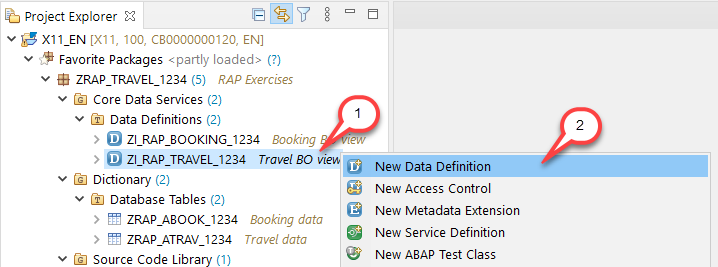 Project Explorer
X11_EN [X11, 100, CB0000000120, EN]
Favorite Packages <partly loaded> (?)
ZRAP_TRAVEL_1234 (5) RAP Exercises
Core Data Services (2)
1
2
Data Definitions (2)
ZI_RAP_BOOKING_1234 Booking BO view
ZI_RAP_TRAVEL_1234 Travel BO view
New Data Definition
Dictionary (2)
New Access Control
Database Tables (2)
New Metadata Extension
ZRAP_ABOOK_1234 Booking data
New Service Definition
ZRAP_ATRAV_1234 Travel data
New ABAP Test Class
Source Code Library (1)